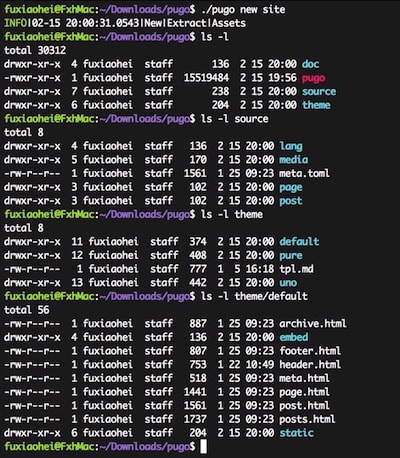 fuxiaohei@FxhMac:~/Downloads/pugo$ ./pugo new site
INFO|02-15 20:00:31.0543|New|Extract|Assets
fuxiaohei@FxhMac:~/Downloads/pugo$ ls -l
total 30312
drwxr-xr-x 4 fuxiaohei staff 136 2 15 20:00 doc
-rwxr-xr-x 1 fuxiaohei staff 15519484 2 15 19:56 pugo
drwxr-xr-x 7 fuxiaohei staff 238 2 15 20:00 source
drwxr-xr-x 6 fuxiaohei staff 204 2 15 20:00 theme
fuxiaohei@FxhMac:~/Downloads/pugo$ ls -l source
total 8
drwxr-xr-x 4 fuxiaohei staff 136 2 15 20:00 lang
drwxr-xr-x 5 fuxiaohei staff 170 2 15 20:00 media
-rw-r--r-- 1 fuxiaohei staff 1561 1 25 09:23 meta.toml
drwxr-xr-x 3 fuxiaohei staff 102 2 15 20:00 page
drwxr-xr-x 3 fuxiaohei staff 102 2 15 20:00 post
fuxiaohei@FxhMac:~/Downloads/pugo$ ls -l theme
total 8
drwxr-xr-x 11 fuxiaohei staff 374 2 15 20:00 default
drwxr-xr-x 12 fuxiaohei staff 408 2 15 20:00 pure
-rw-r--r-- 1 fuxiaohei staff 777 1 5 16:18 tpl.md
drwxr-xr-x 13 fuxiaohei staff 442 2 15 20:00 uno
fuxiaohei@FxhMac:~/Downloads/pugo$ ls -l theme/default
total 56
-rw-r--r-- 1 fuxiaohei staff 887 1 25 09:23 archive.html
drwxr-xr-x 4 fuxiaohei staff 136 2 15 20:00 embed
-rw-r--r-- 1 fuxiaohei staff 807 1 25 09:23 footer.html
-rw-r--r-- 1 fuxiaohei staff 753 1 22 10:49 header.html
-rw-r--r-- 1 fuxiaohei staff 518 1 25 09:23 meta.html
-rw-r--r-- 1 fuxiaohei staff 1441 1 25 09:23 page.html
-rw-r--r-- 1 fuxiaohei staff 1561 1 25 09:23 post.html
-rw-r--r-- 1 fuxiaohei staff 1737 1 25 09:23 posts.html
drwxr-xr-x 6 fuxiaohei staff 204 2 15 20:00 static
fuxiaohei@FxhMac:~/Downloads/pugo$